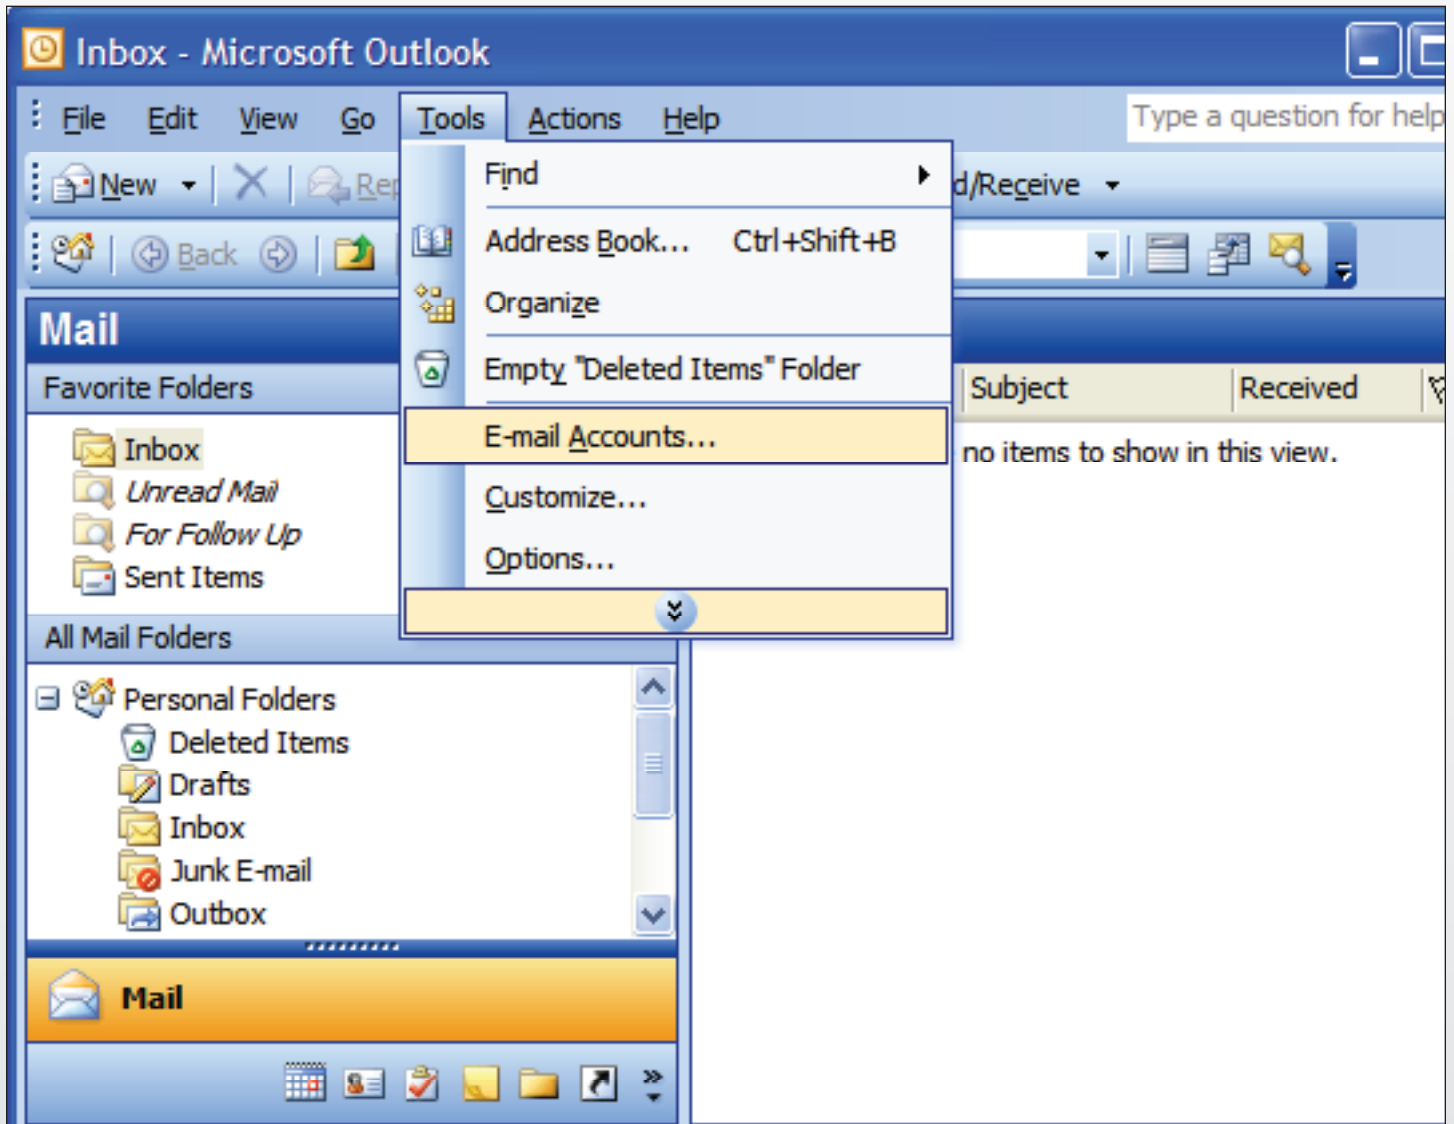 Inbox - Microsoft Outlook
File Edit View Go Tools Actions Help
Type a question for help
New
Find
Address Book... Ctrl+Shift+B
Back
Organize
Mail
Empty "Deleted Items" Folder
Favorite Folders
Subject Received
E-mail Accounts...
Inbox
no items to show in this view.
Unread Mail
Customize...
For Follow Up
Options...
Sent Items
All Mail Folders
Personal Folders
Deleted Items
Drafts
Inbox
Junk E-mail
Outbox
Mail